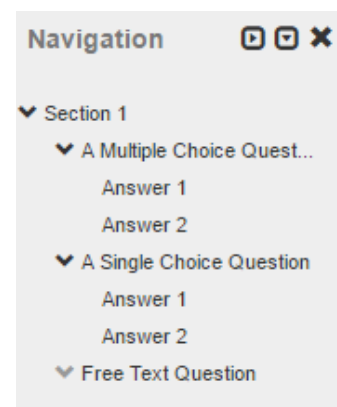 Navigation
Section 1
A Multiple Choice Quest...
Answer 1
Answer 2
A Single Choice Question
Answer 1
Answer 2
Free Text Question